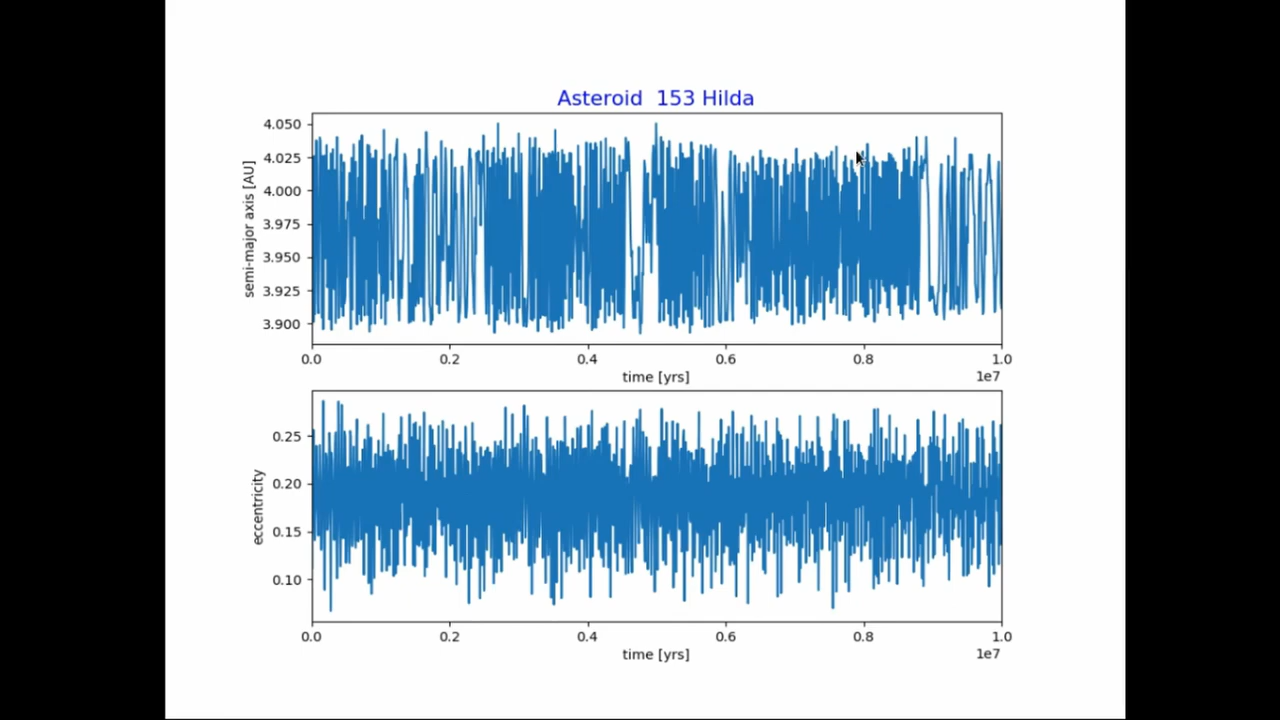 Asteroid  153 Hilda
semi-major axis [AU]
4.050
4.025
4.000
3.975
3.950
3.925
3.900
0.0 0.2 0.4 0.6 0.8 1.0
time [yrs]
1e7
eccentricity
0.25
0.20
0.15
0.10
0.0 0.2 0.4 0.6 0.8 1.0
time [yrs]
1e7